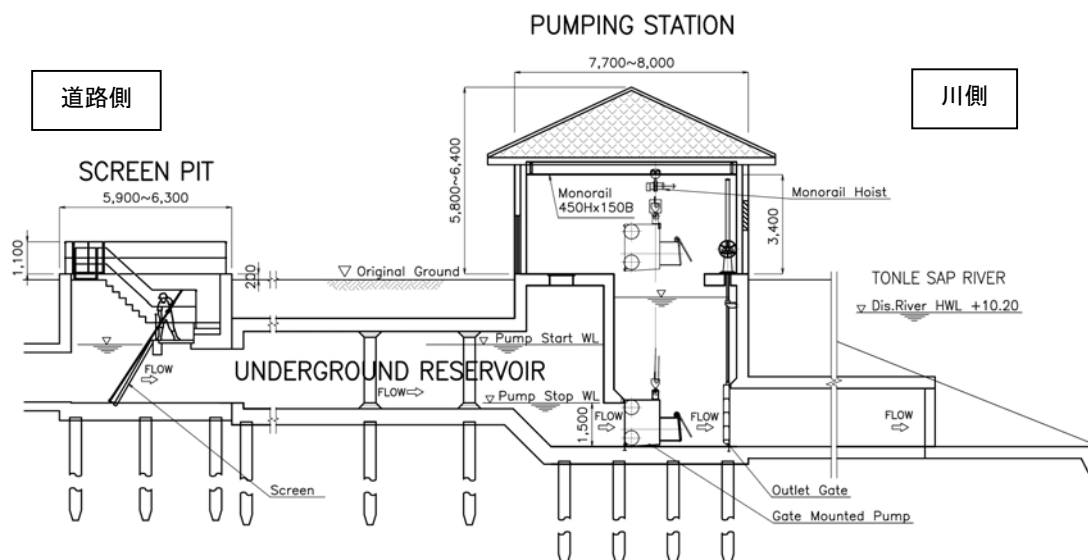 PUMPING STATION
7,700~8,000
道路側
川側
SCREEN PIT
5,900~6,300
5,800~6,400
Monorail
450Hx150B
Monorail Hoist
3,400
1,100
200
Original Ground
TONLE SAP RIVER
Dis.River HWL +10.20
Pump Start WL
FLOW
UNDERGROUND RESERVOIR
FLOW
Pump Stop WL
1,500
FLOW
FLOW
FLOW
Screen
Outlet Gate
Gate Mounted Pump